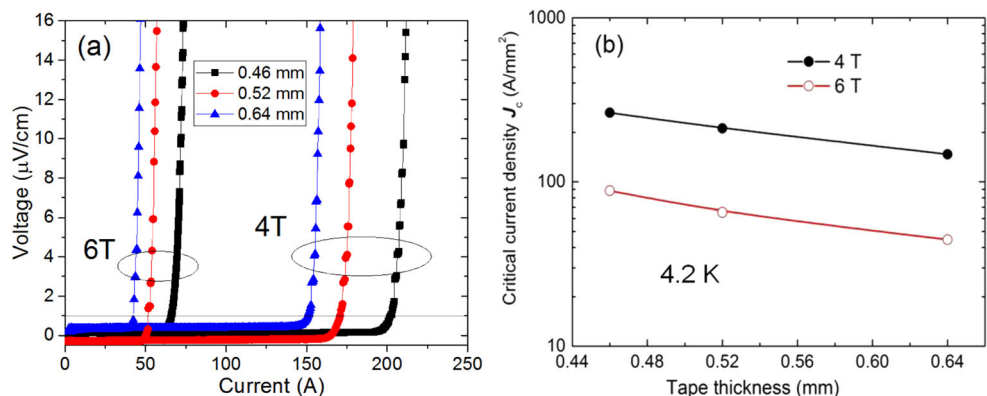 (a)
16
14
12
10
8
6
4
2
0
Voltage (μV/cm)
0.46 mm
0.52 mm
0.64 mm
6T
4T
0 50 100 150 200 250
Current (A)
(b)
1000
100
10
Critical current density Jc (A/mm²)
4 T
6 T
4.2 K
0.44 0.48 0.52 0.56 0.60 0.64
Tape thickness (mm)